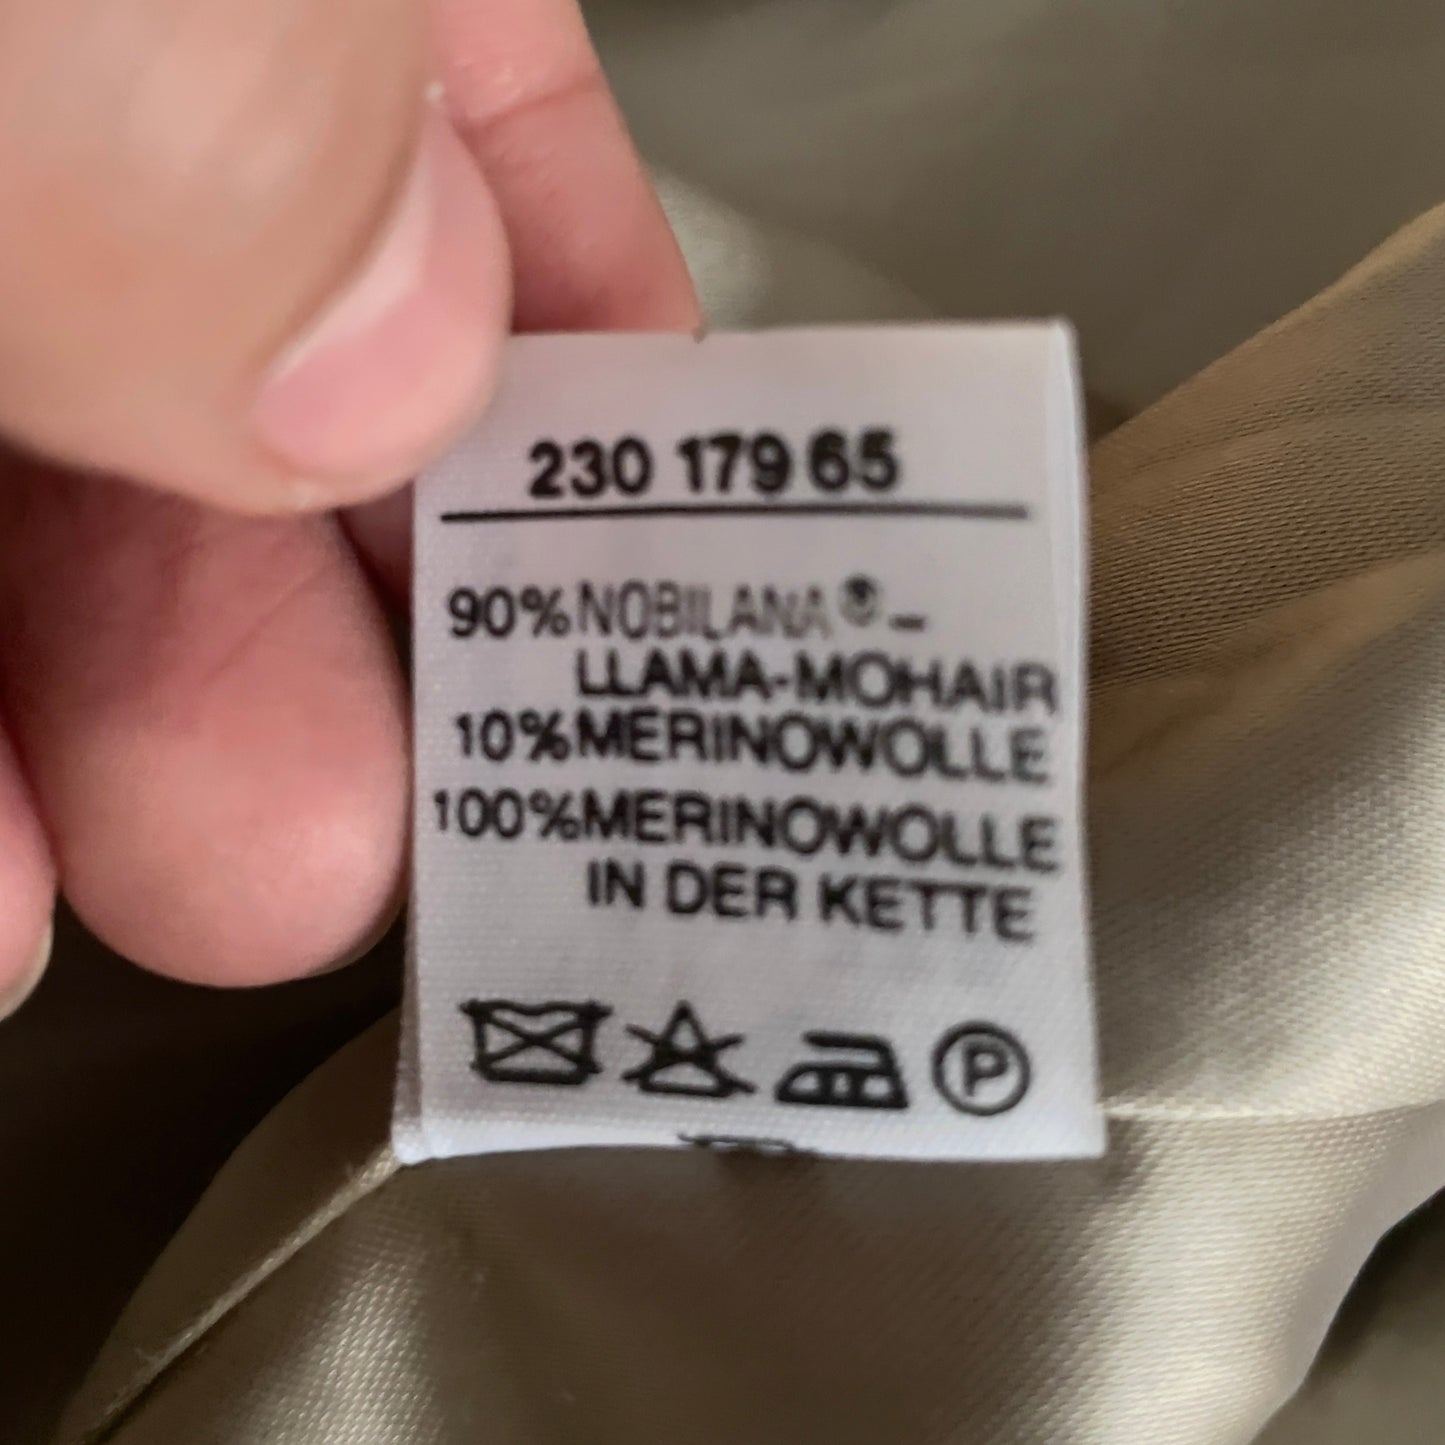 230 179 65
90% NOBILANA®-
LLAMA-MOHAIR
10% MERINOWOLLE
100% MERINOWOLLE
IN DER KETTE
P